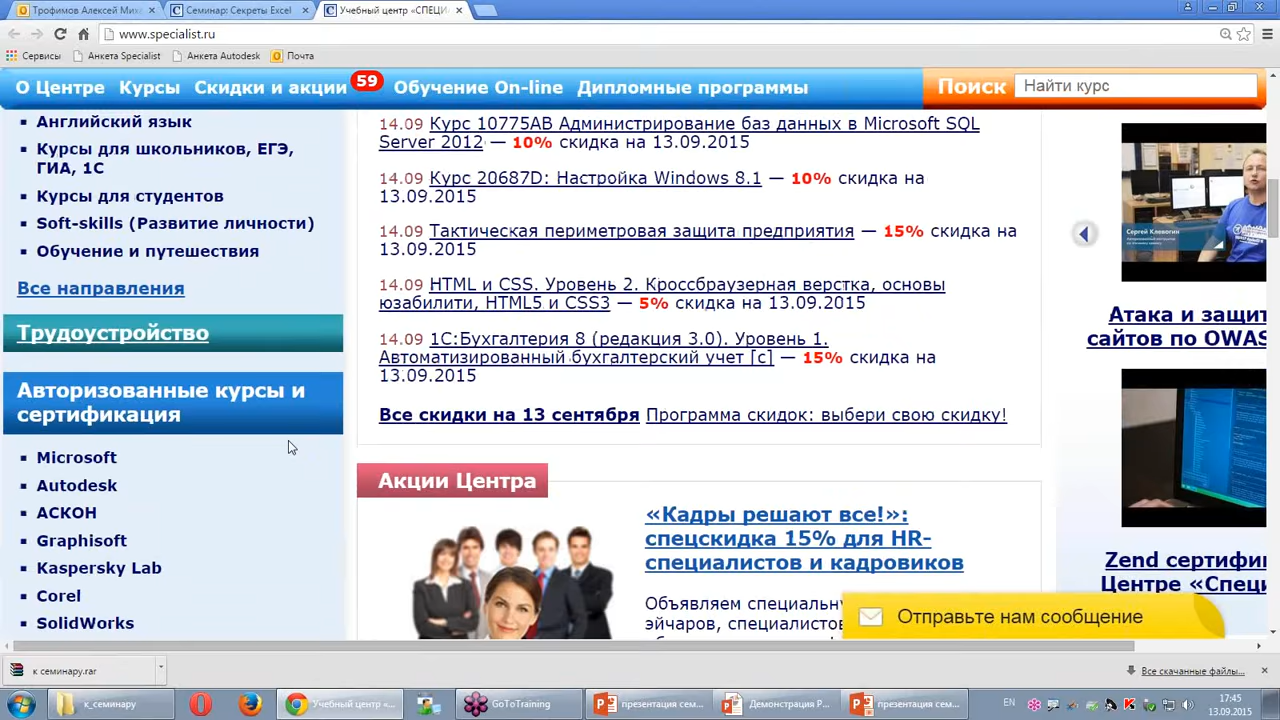 Трофимов Алексей Мих
Семинар: Секреты Excel
Учебный центр «СПЕЦИ
www.specialist.ru
Сервисы
Анкета Specialist
Анкета Autodesk
Почта
О Центре
Курсы
Скидки и акции
59
Обучение On-line
Дипломные программы
Поиск
Найти курс
Английский язык
Курсы для школьников, ЕГЭ,
ГИА, 1С
Курсы для студентов
Soft-skills (Развитие личности)
Обучение и путешествия
Все направления
Трудоустройство
Авторизованные курсы и
сертификация
Microsoft
Autodesk
АСКОН
Graphisoft
Kaspersky Lab
Corel
SolidWorks
14.09 Курс 10775AB Администрирование баз данных в Microsoft SQL
Server 2012 — 10% скидка на 13.09.2015
14.09 Курс 20687D: Настройка Windows 8.1 — 10% скидка на
13.09.2015
14.09 Тактическая периметровая защита предприятия — 15% скидка на
13.09.2015
14.09 HTML и CSS. Уровень 2. Кроссбраузерная верстка, основы
юзабилити, HTML5 и CSS3 — 5% скидка на 13.09.2015
14.09 1С:Бухгалтерия 8 (редакция 3.0). Уровень 1.
Автоматизированный бухгалтерский учет [c] — 15% скидка на
13.09.2015
Все скидки на 13 сентября Программа скидок: выбери свою скидку!
Акции Центра
«Кадры решают все!»:
спецскидка 15% для HR-
специалистов и кадровиков
Объявляем специальну
эйчаров, специалистов
Сергей Клевогин
Атака и защит
сайтов по OWAS
Zend сертифи
Центре «Специ
Отправьте нам сообщение
к семинару.rar
Все скачанные файлы...
к_семинару
Учебный центр «...
GoToTraining
презентация сем...
Демонстрация P...
презентация сем...
EN
17:45
13.09.2015